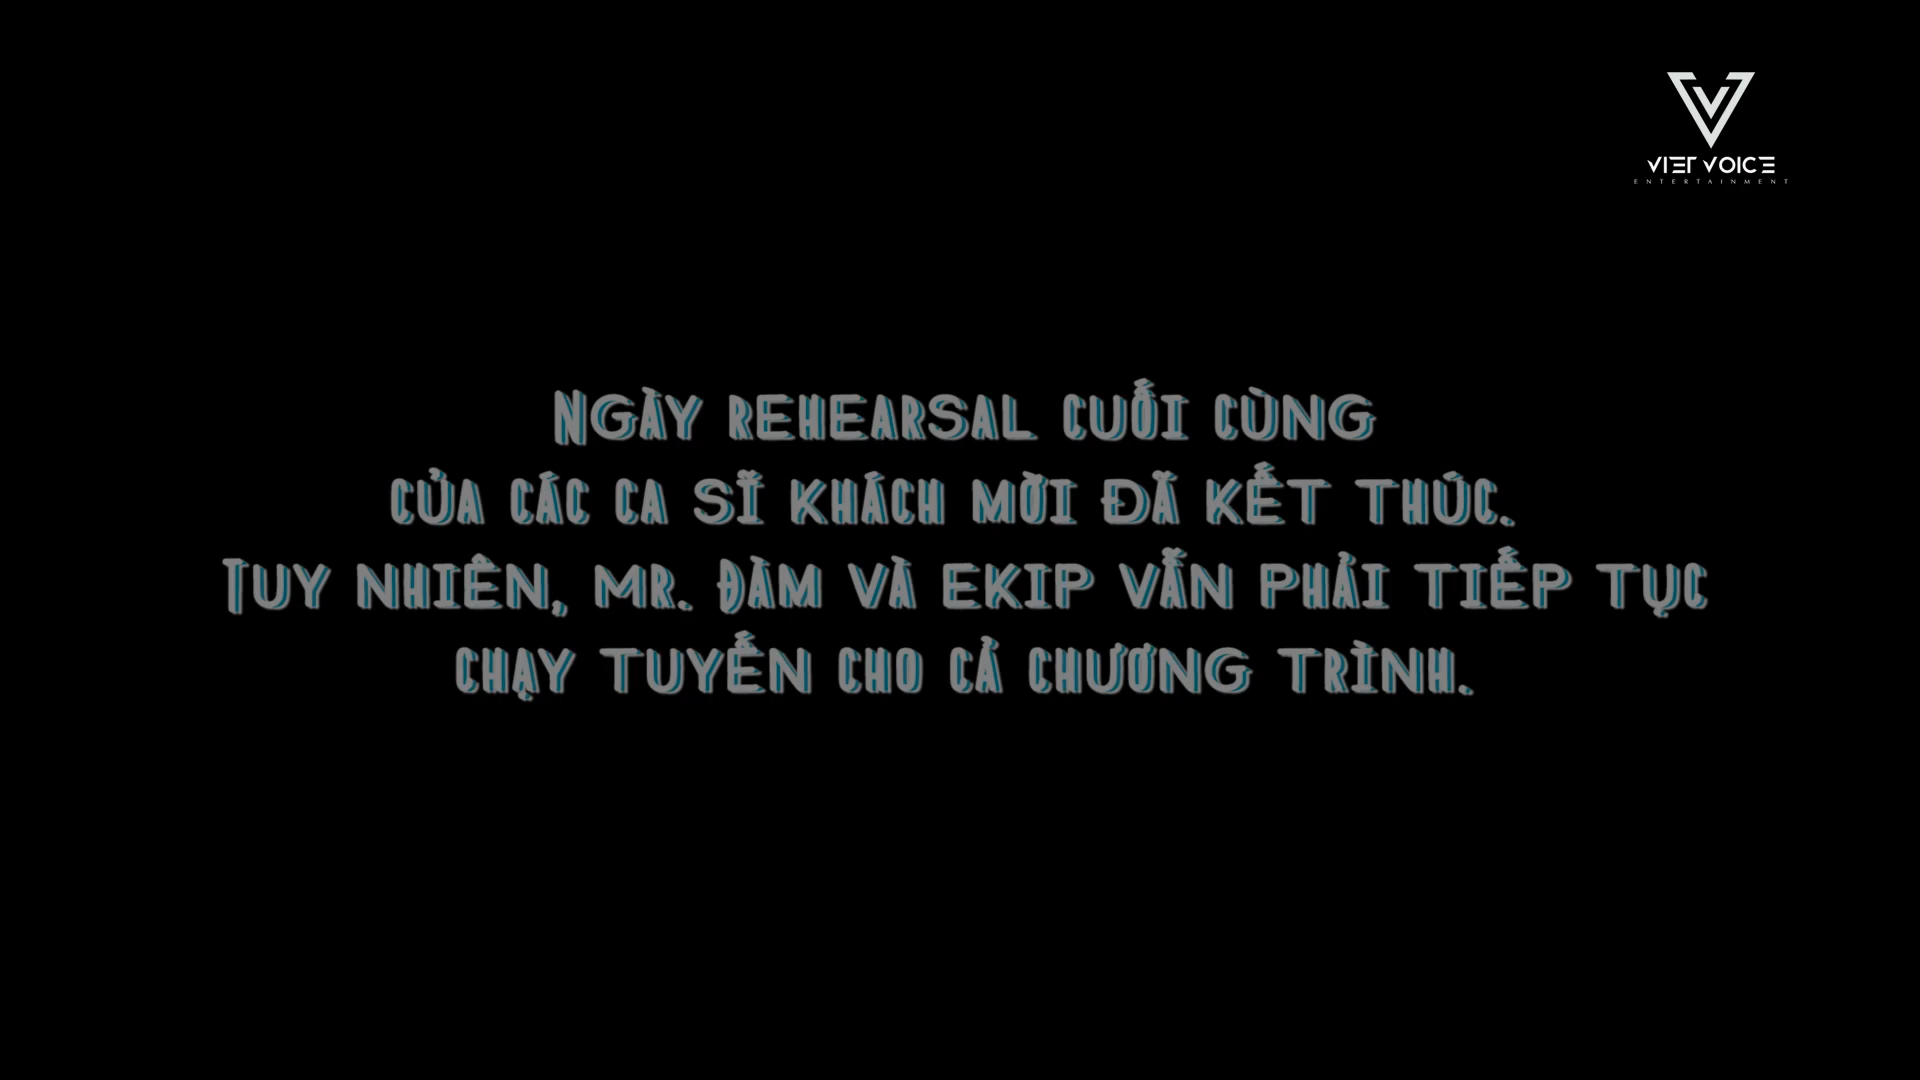 VIET VOICE
ENTERTAINMENT
Ngày rehearsal cuối cùng
của các ca sĩ khách mời đã kết thúc.
Tuy nhiên, mr. Đàm và ekip vẫn phải tiếp tục
chạy tuyến cho cả chương trình.